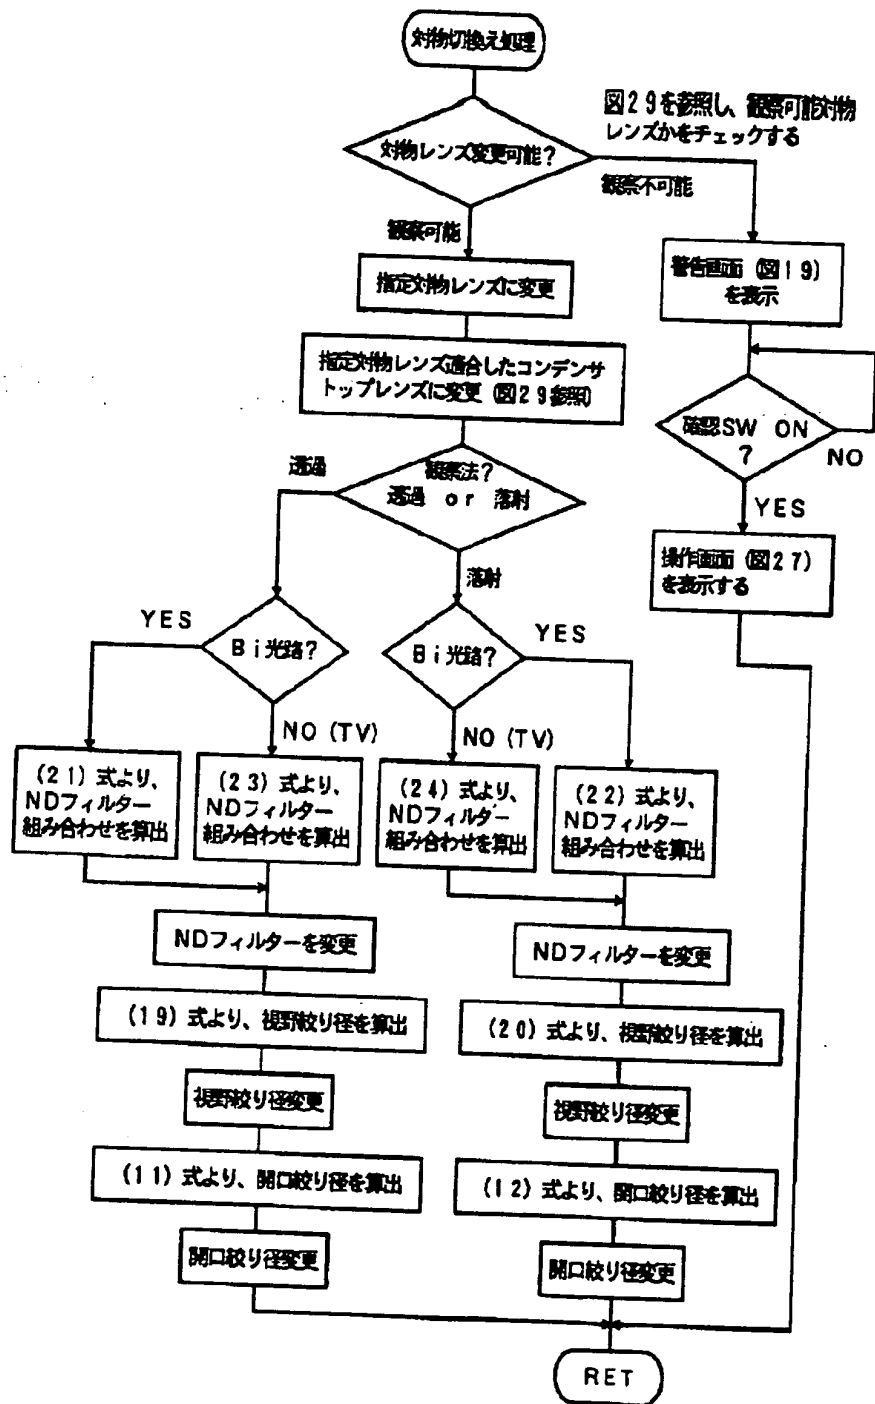 対物切換え処理
図29を参照し、観察可能対物
レンズかをチェックする
対物レンズ変更可能?
観察不可能
観察可能
警告画面(図19)
を表示
指定対物レンズに変更
指定対物レンズ適合したコンデンサ
トップレンズに変更(図29参照)
確認SW ON
?
NO
YES
観察法?
透過 or 落射
透過
落射
操作画面(図27)
を表示する
YES
Bi光路?
NO(TV)
Bi光路?
YES
NO(TV)
(21)式より、
NDフィルター
組み合わせを算出
(23)式より、
NDフィルター
組み合わせを算出
(24)式より、
NDフィルター
組み合わせを算出
(22)式より、
NDフィルター
組み合わせを算出
NDフィルターを変更
NDフィルターを変更
(19)式より、視野絞り径を算出
(20)式より、視野絞り径を算出
視野絞り径変更
視野絞り径変更
(11)式より、開口絞り径を算出
(12)式より、開口絞り径を算出
開口絞り径変更
開口絞り径変更
RET